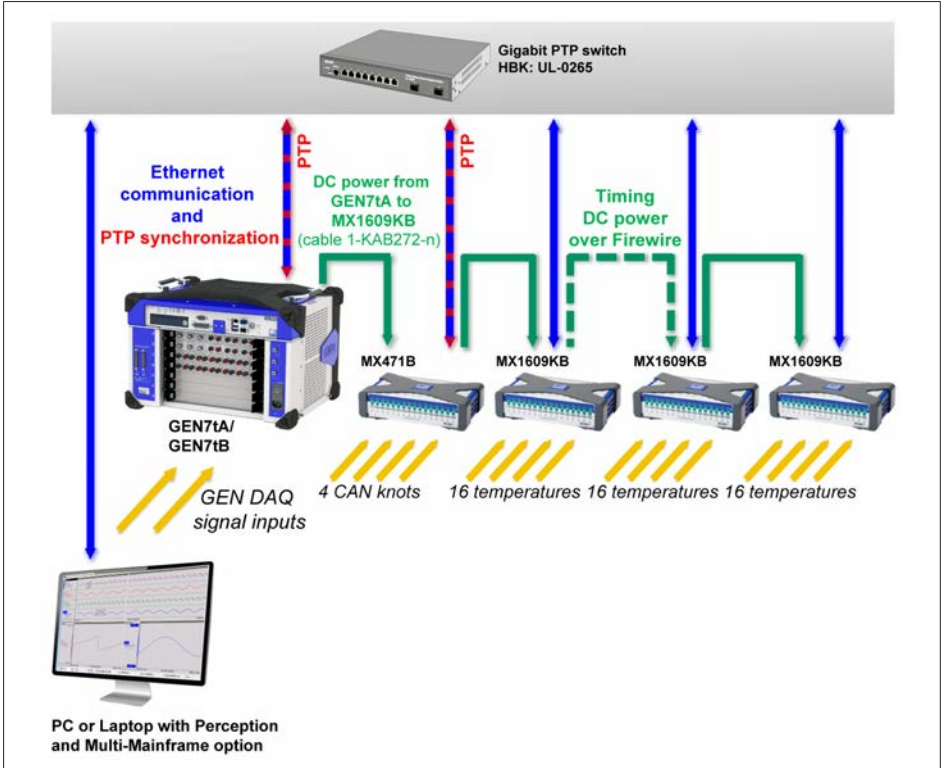 Gigabit PTP switch
HBK: UL-0265
PTP
PTP
Ethernet
communication
and
PTP synchronization
DC power from
GEN7tA to
MX1609KB
(cable 1-KAB272-n)
Timing
DC power
over Firewire
MX471B
MX1609KB
MX1609KB
MX1609KB
GEN7tA/
GEN7tB
GEN DAQ
signal inputs
4 CAN knots
16 temperatures
16 temperatures
16 temperatures
PC or Laptop with Perception
and Multi-Mainframe option